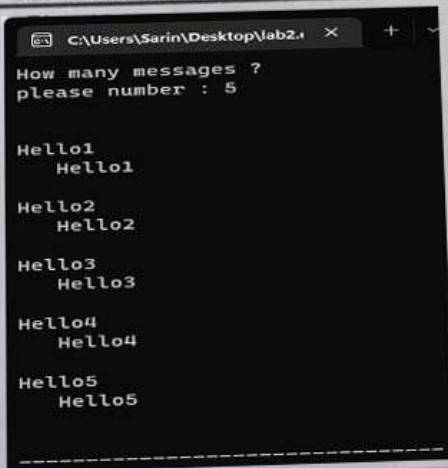 C:\Users\Sarin\Desktop\lab2.
How many messages ?
please number : 5
Hello1
Hello1
Hello2
Hello2
Hello3
Hello3
Hello4
Hello4
Hello5
Hello5
--------------------------------